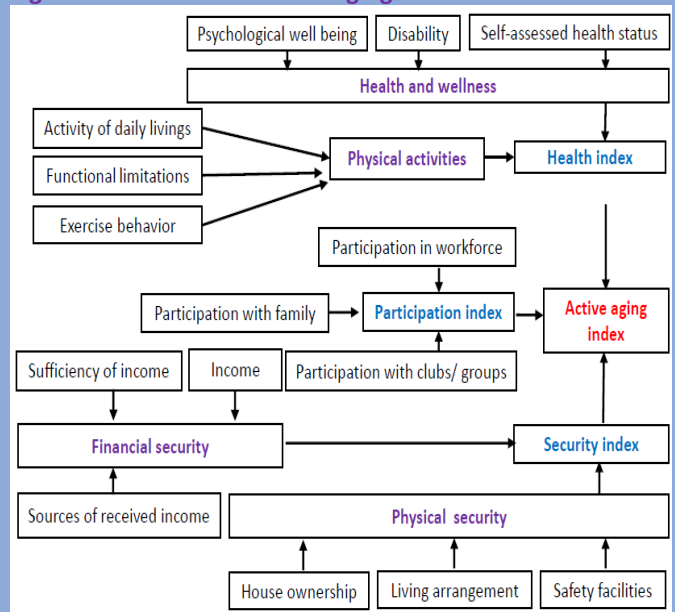 Psychological well being
Disability
Self-assessed health status
Health and wellness
Activity of daily livings
Physical activities
Health index
Functional limitations
Exercise behavior
Participation in workforce
Participation with family
Participation index
Active aging
index
Sufficiency of income
Income
Participation with clubs/ groups
Financial security
Security index
Sources of received income
Physical security
House ownership
Living arrangement
Safety facilities